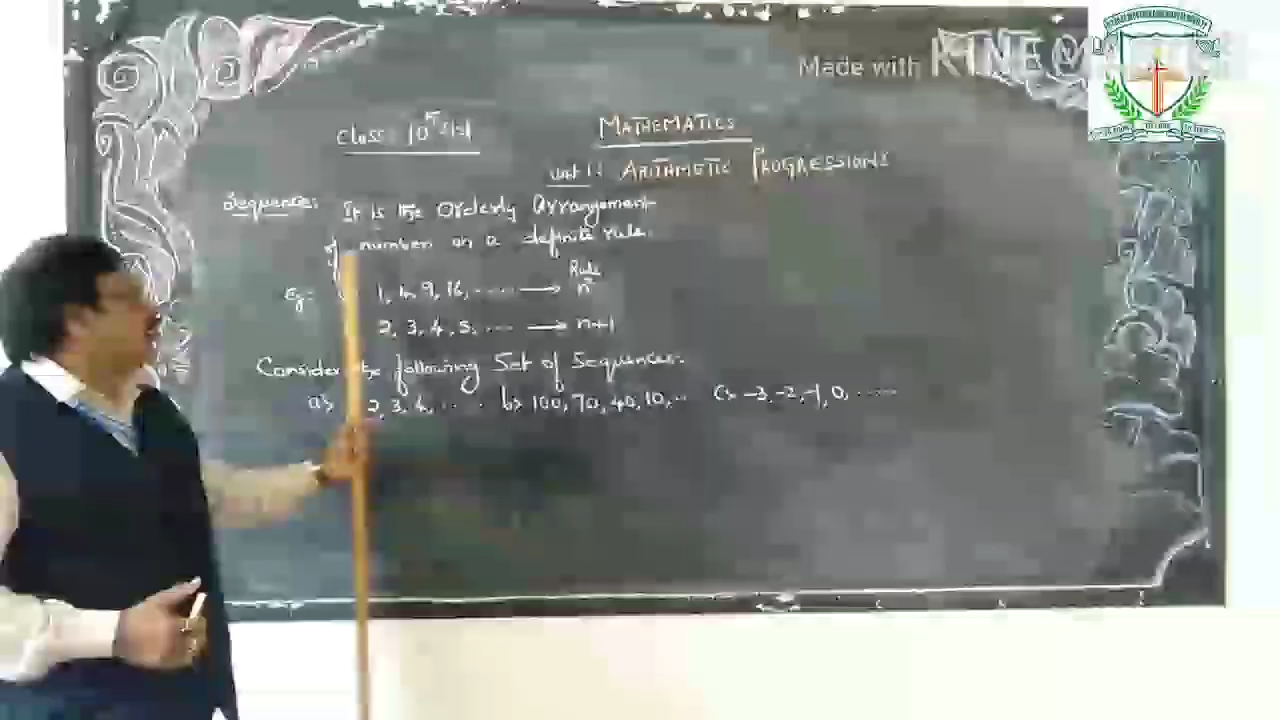 Made with KINEMASTER
Class: 10th std
MATHEMATICS
Unit 1: ARITHMETIC PROGRESSIONS
Sequence: It is the Orderly Arrangement
of number on a definite rule.
Rule
Eg: 1, 4, 9, 16, ..... → n²
2, 3, 4, 5, .... → n+1
Consider the following Set of Sequences.
a> 2, 3, 4, ..... b> 100, 70, 40, 10, .. c> -3, -2, -1, 0, .....